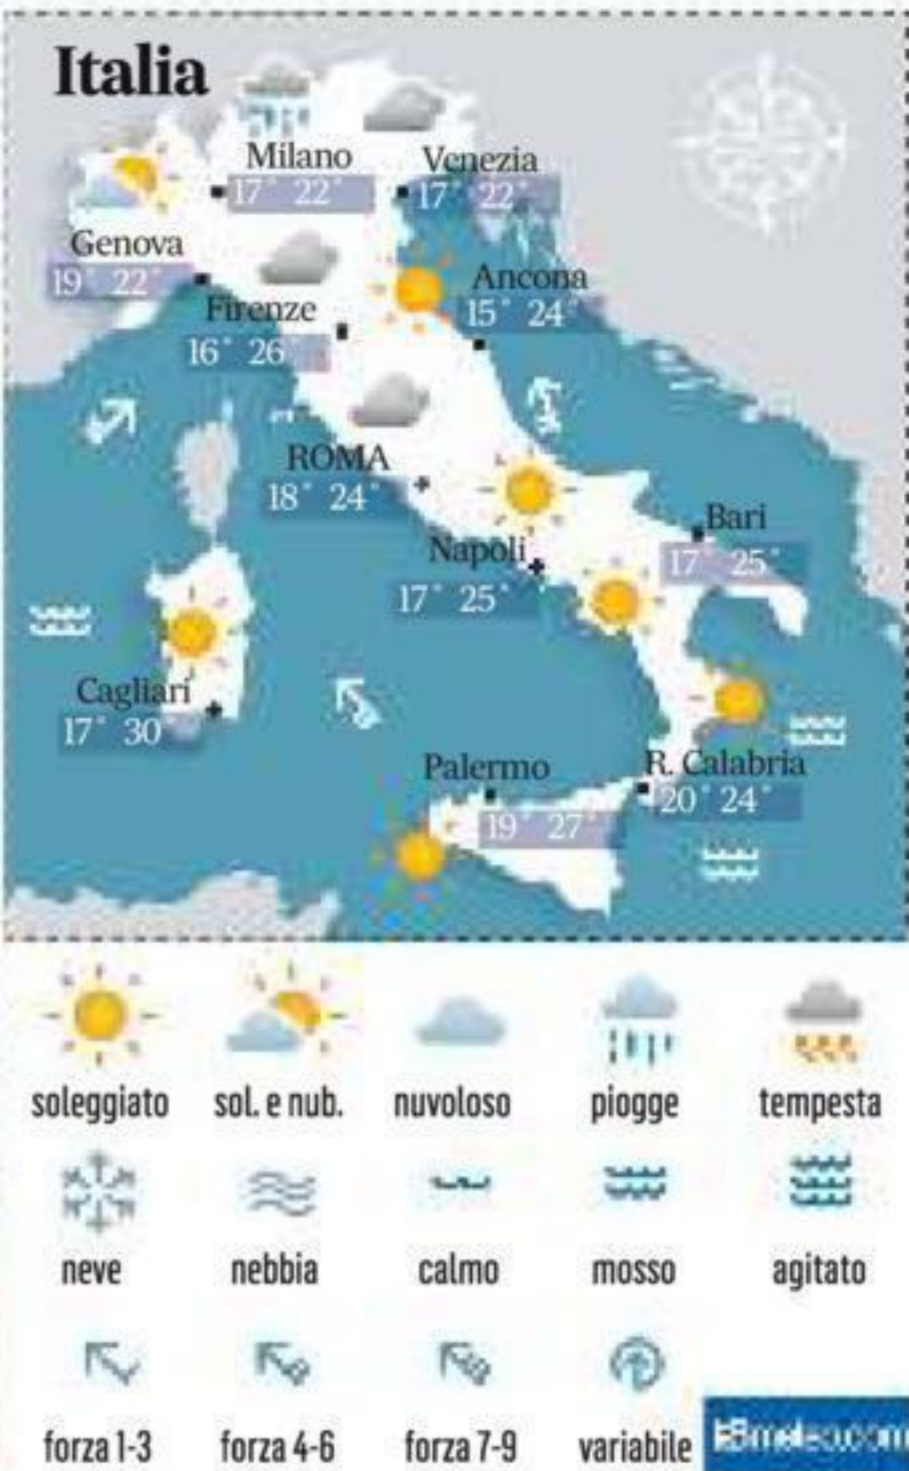 Italia
Milano
17° 22°
Venezia
17° 22°
Genova
19° 22°
Firenze
16° 26°
Ancona
15° 24°
ROMA
18° 24°
Napoli
17° 25°
Bari
17° 25°
Cagliari
17° 30°
Palermo
19° 27°
R. Calabria
20° 24°
soleggiato sol. e nub. nuvoloso piogge tempesta
neve nebbia calmo mosso agitato
forza 1-3 forza 4-6 forza 7-9 variabile